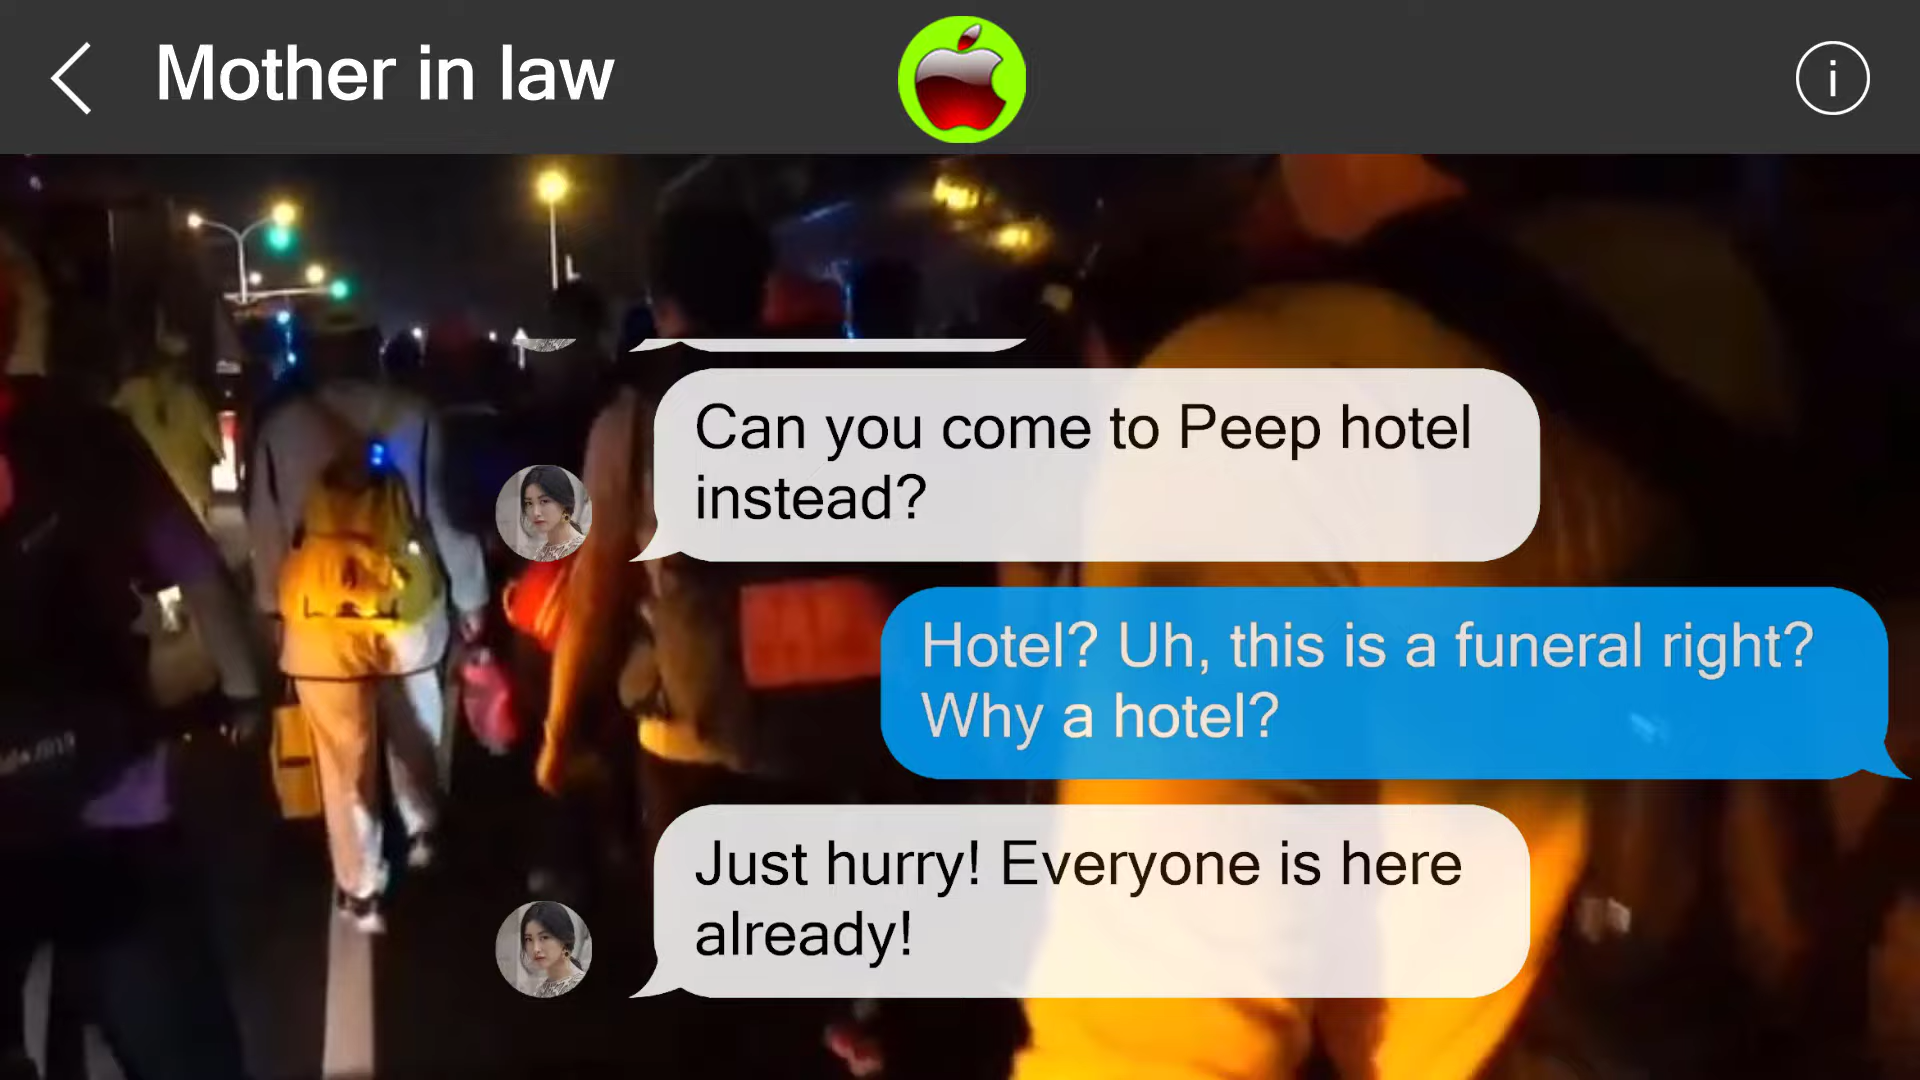 Mother in law
Can you come to Peep hotel
instead?
Hotel? Uh, this is a funeral right?
Why a hotel?
Just hurry! Everyone is here
already!